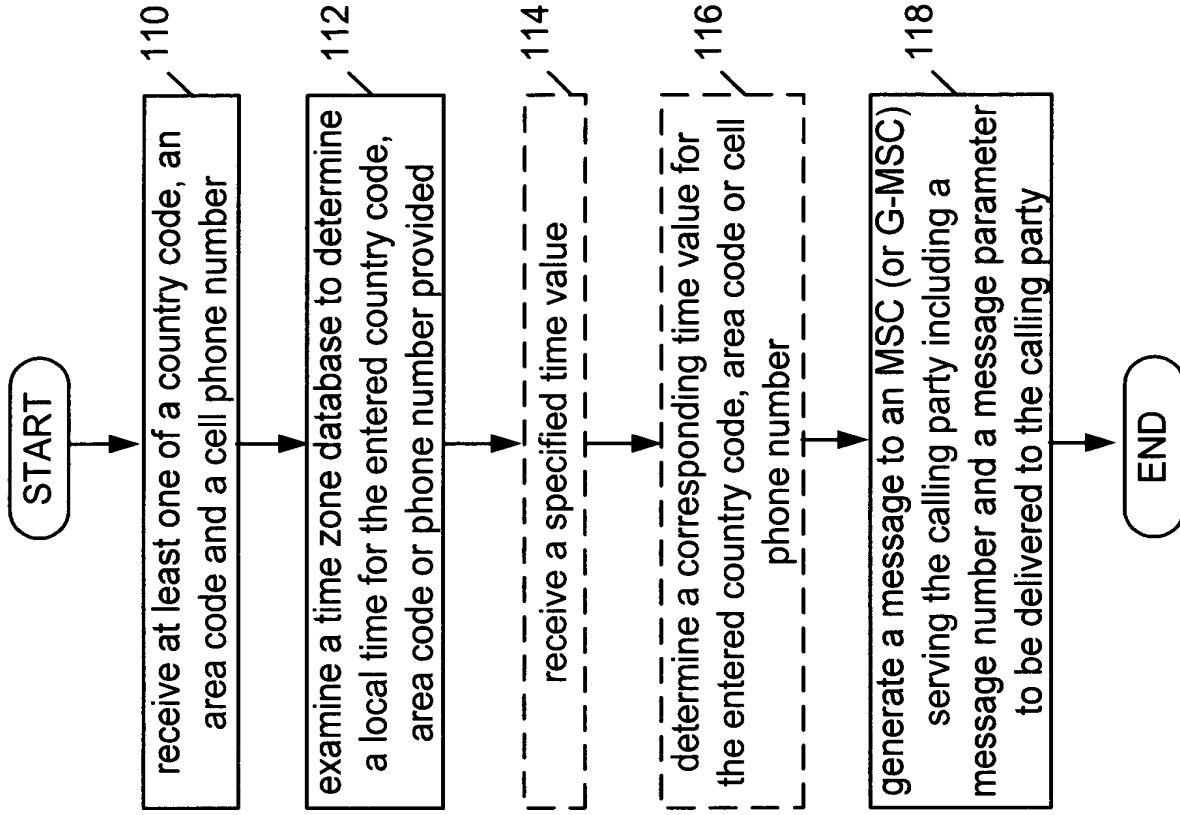 START
110
receive at least one of a country code, an
area code and a cell phone number
112
examine a time zone database to determine
a local time for the entered country code,
area code or phone number provided
114
receive a specified time value
116
determine a corresponding time value for
the entered country code, area code or cell
phone number
118
generate a message to an MSC (or G-MSC)
serving the calling party including a
message number and a message parameter
to be delivered to the calling party
END